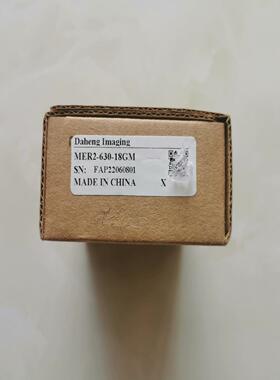 Daheng Imaging
MER2-630-18GM
SN: FAP22060801
MADE IN CHINA X